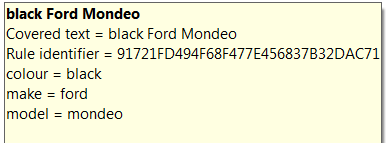 black Ford Mondeo
Covered text = black Ford Mondeo
Rule identifier = 91721FD494F68F477E456837B32DAC71
colour = black
make = ford
model = mondeo